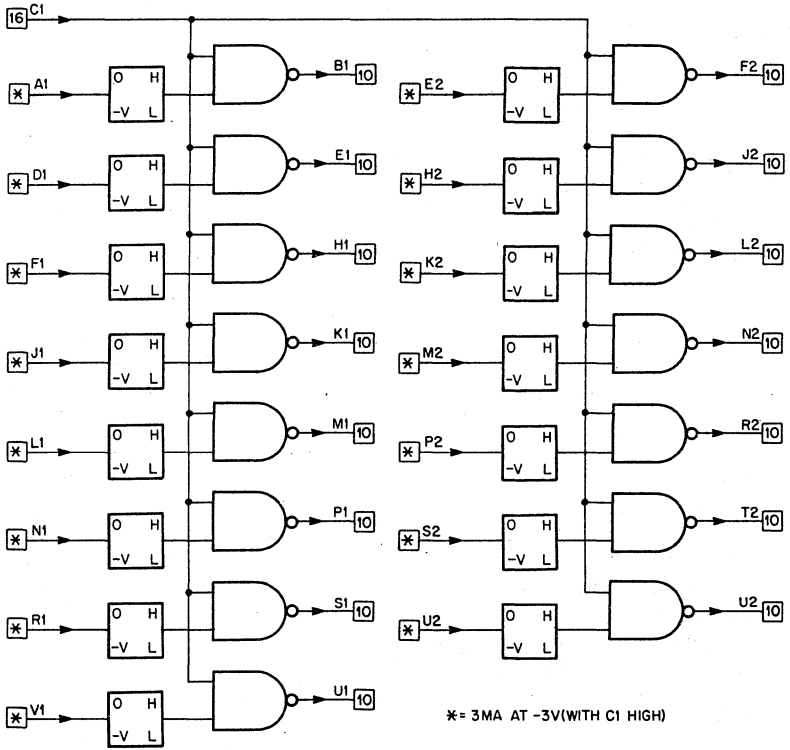 16 C1
O H
-V L
* A1
B1 10
O H
-V L
* D1
E1 10
O H
-V L
* F1
H1 10
O H
-V L
* J1
K1 10
O H
-V L
* L1
M1 10
O H
-V L
* N1
P1 10
O H
-V L
* R1
S1 10
O H
-V L
* V1
U1 10
O H
-V L
* E2
F2 10
O H
-V L
* H2
J2 10
O H
-V L
* K2
L2 10
O H
-V L
* M2
N2 10
O H
-V L
* P2
R2 10
O H
-V L
* S2
T2 10
O H
-V L
* U2
U2 10
*= 3MA AT -3V(WITH C1 HIGH)